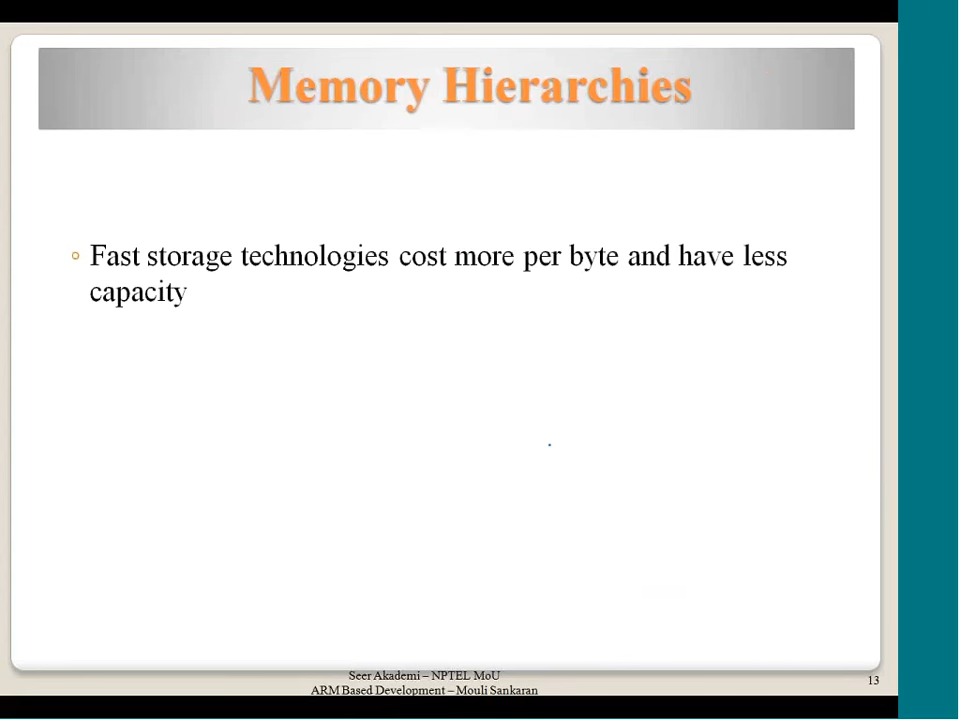 Memory Hierarchies
Fast storage technologies cost more per byte and have less
capacity
Seer Akademi – NPTEL MoU
ARM Based Development – Mouli Sankaran
13